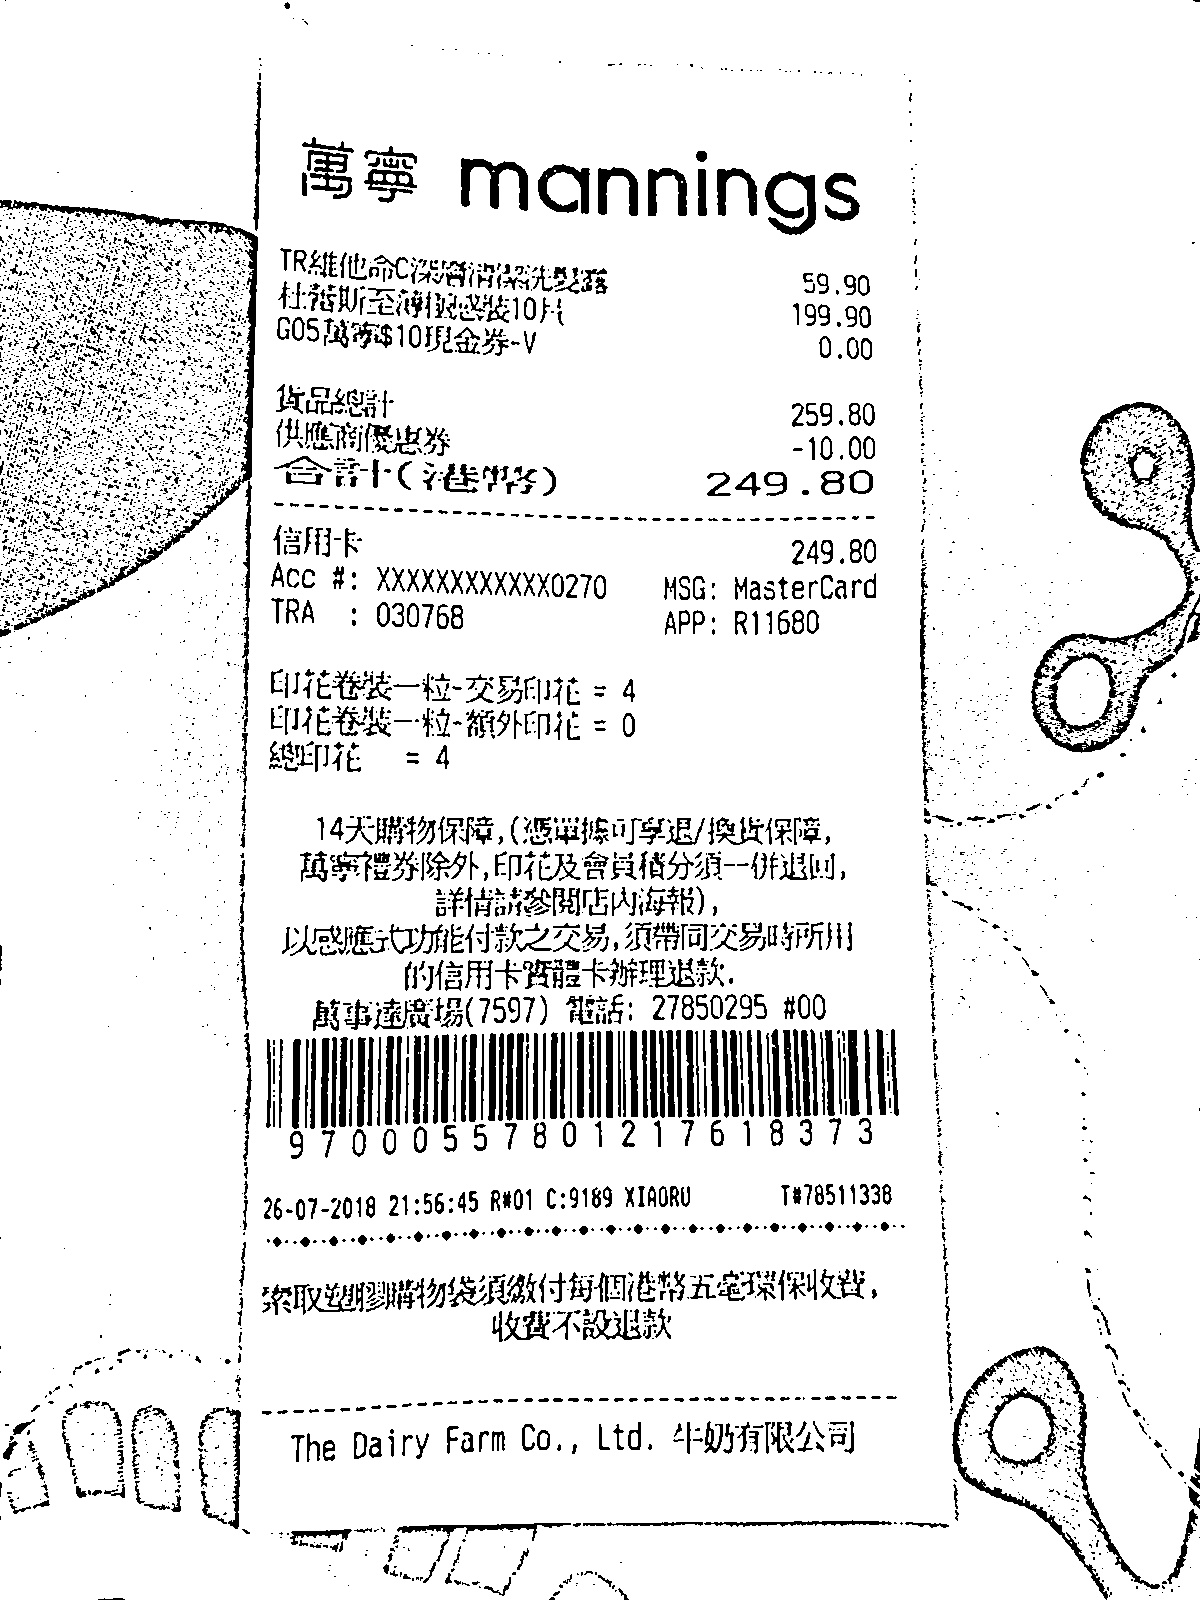 萬寧 mannings
TR維他命C深層清潔洗髮露 59.90
杜蕾斯至薄極感裝10片 199.90
G05萬寧$10現金券-V 0.00
貨品總計 259.80
供應商優惠券 -10.00
合計(港幣) 249.80
信用卡 249.80
Acc #: XXXXXXXXXXXX0270 MSG: MasterCard
TRA : 030768 APP: R11680
印花卷裝一粒-交易印花 = 4
印花卷裝一粒-額外印花 = 0
總印花 = 4
14天購物保障,(憑單據可享退/換貨保障,
萬寧禮券除外,印花及會員積分須一併退回,
詳情請參閱店內海報),
以感應式功能付款之交易,須帶同交易時所用
的信用卡實體卡辦理退款.
萬事達廣場(7597) 電話: 27850295 #00
9700055780121761837​3
26-07-2018 21:56:45 R#01 C:9189 XIAORU T#78511338
索取塑膠購物袋須繳付每個港幣五毫環保收費,
收費不設退款
The Dairy Farm Co., Ltd. 牛奶有限公司